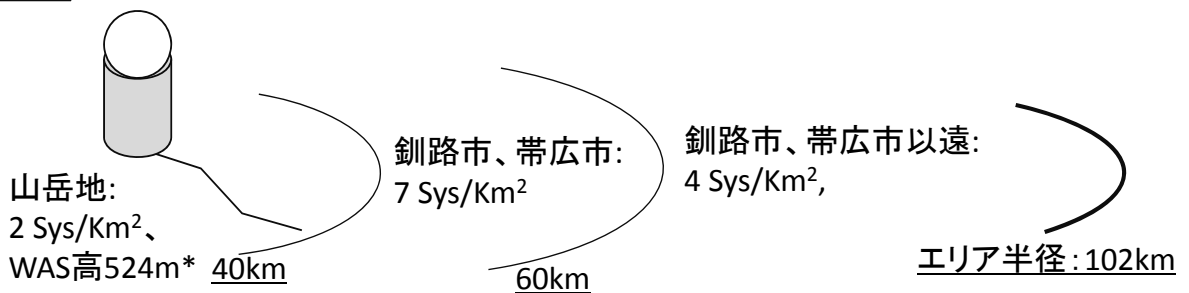 山岳地:
2 Sys/Km²、
WAS高524m*
40km
釧路市、帯広市:
7 Sys/Km²
60km
釧路市、帯広市以遠:
4 Sys/Km²,
エリア半径:102km